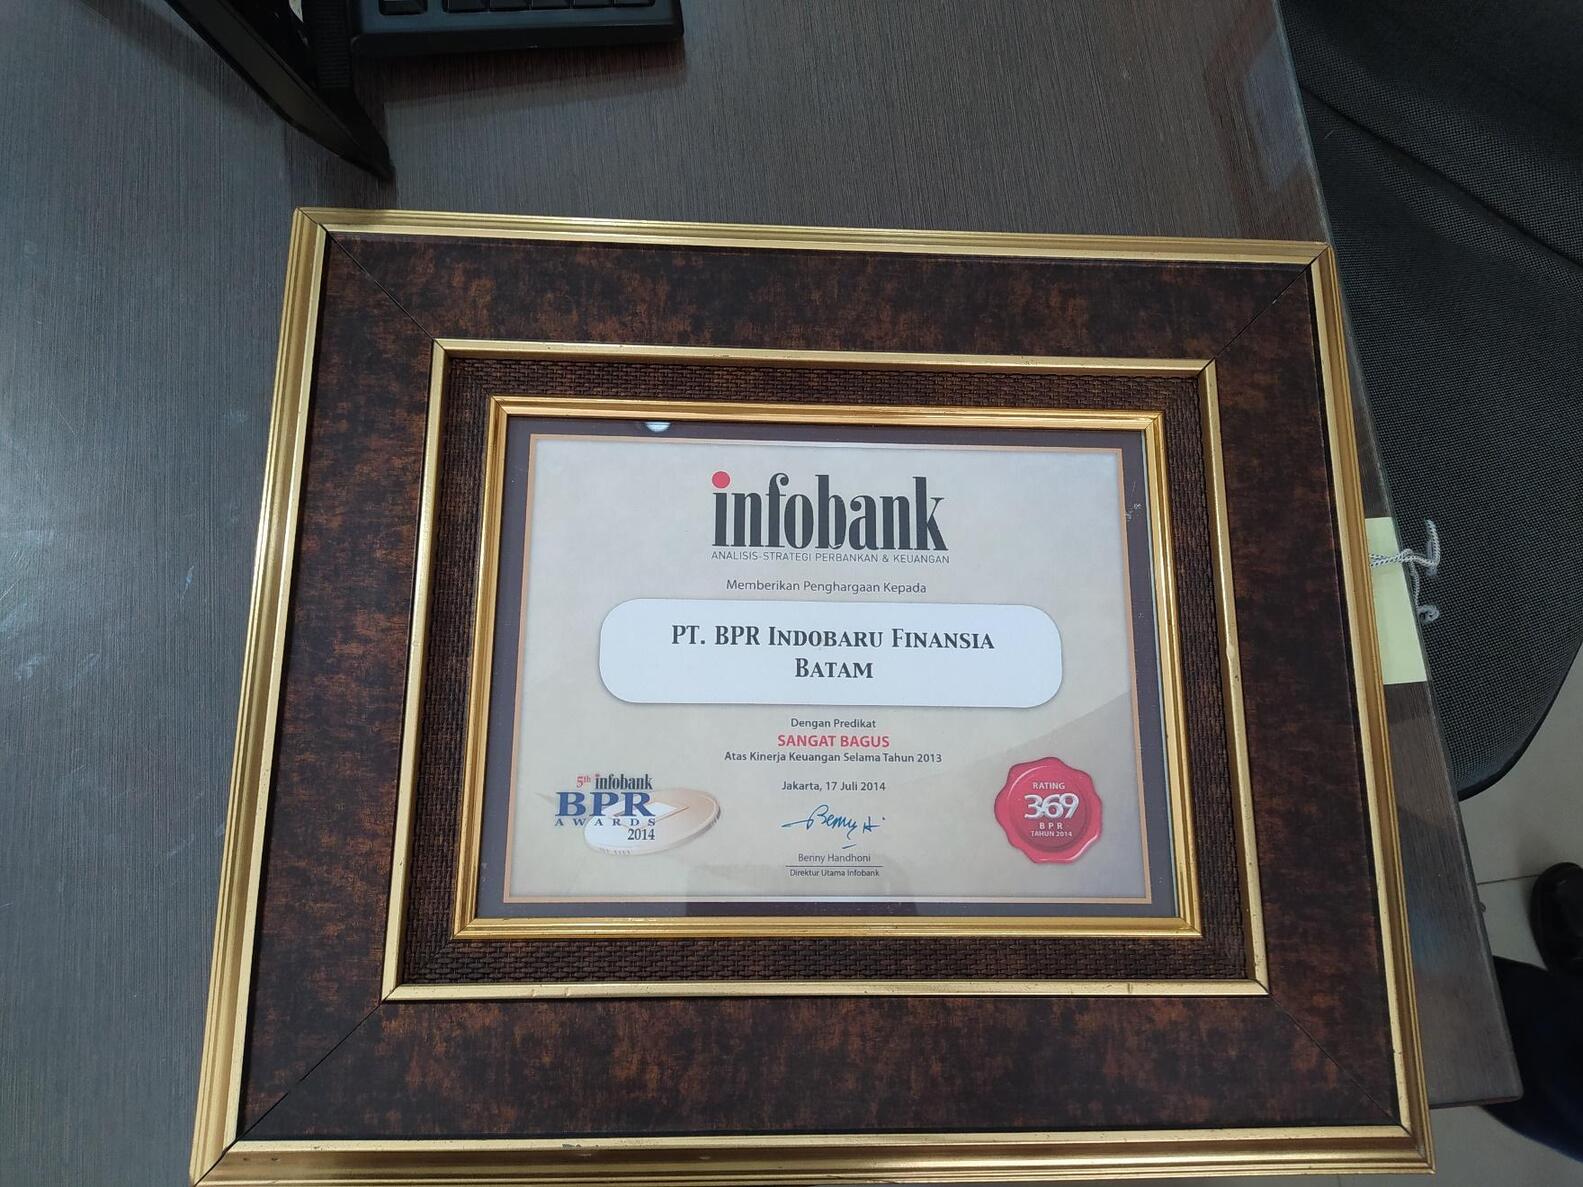 infobank
ANALISIS-STRATEGI PERBANKAN & KEUANGAN
Memberikan Penghargaan Kepada
PT. BPR INDOBARU FINANSIA
BATAM
Dengan Predikat
SANGAT BAGUS
Atas Kinerja Keuangan Selama Tahun 2013
Jakarta, 17 Juli 2014
Benny H.
Benny Handhoni
Direktur Utama Infobank
5th infobank
BPR
AWARDS
2014
RATING
369
BPR
TAHUN 2014